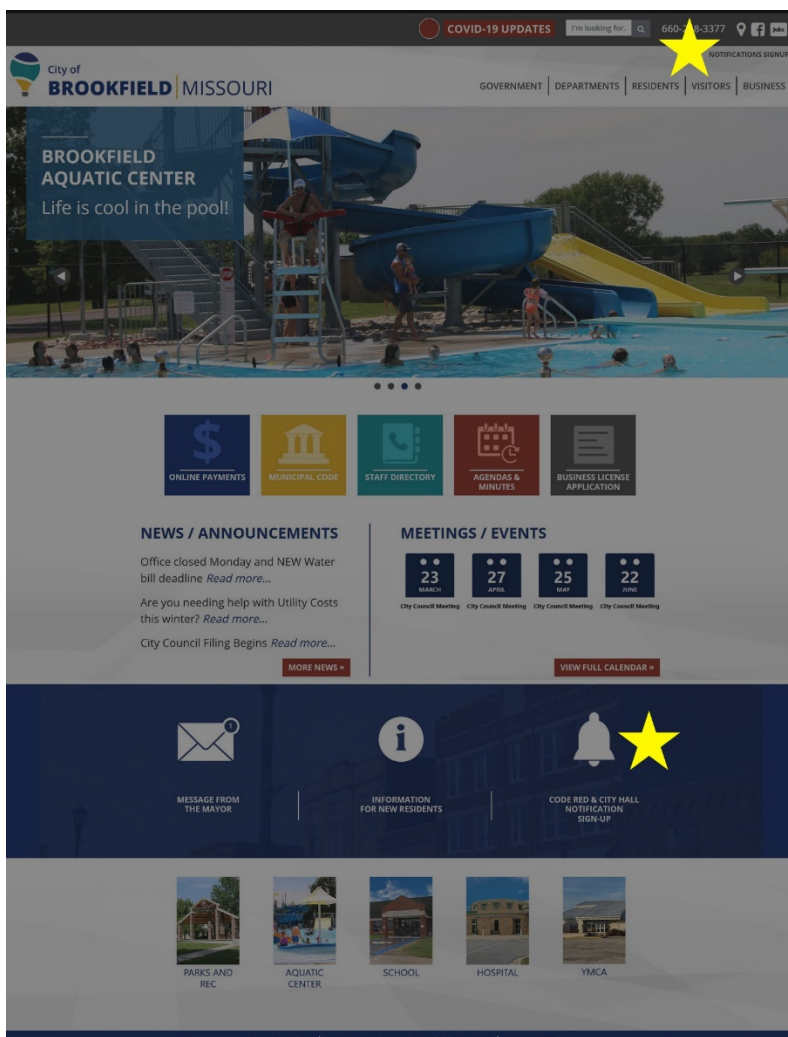 COVID-19 UPDATES
I'm looking for.
3377
Jobs
NOTIFICATIONS SIGNUP
City of
BROOKFIELD MISSOURI
GOVERNMENT DEPARTMENTS RESIDENTS VISITORS BUSINESS
BROOKFIELD
AQUATIC CENTER
Life is cool in the pool!
ONLINE PAYMENTS
MUNICIPAL CODE
STAFF DIRECTORY
AGENDAS &
MINUTES
BUSINESS LICENSE
APPLICATION
NEWS / ANNOUNCEMENTS
Office closed Monday and NEW Water
bill deadline Read more...
Are you needing help with Utility Costs
this winter? Read more...
City Council Filing Begins Read more...
MORE NEWS »
MEETINGS / EVENTS
23 27 25 22
MARCH APRIL MAY JUNE
City Council Meeting City Council Meeting City Council Meeting City Council Meeting
VIEW FULL CALENDAR »
1
MESSAGE FROM
THE MAYOR
INFORMATION
FOR NEW RESIDENTS
CODE RED & CITY HALL
NOTIFICATION
SIGN-UP
PARKS AND
REC
AQUATIC
CENTER
SCHOOL
HOSPITAL
YMCA